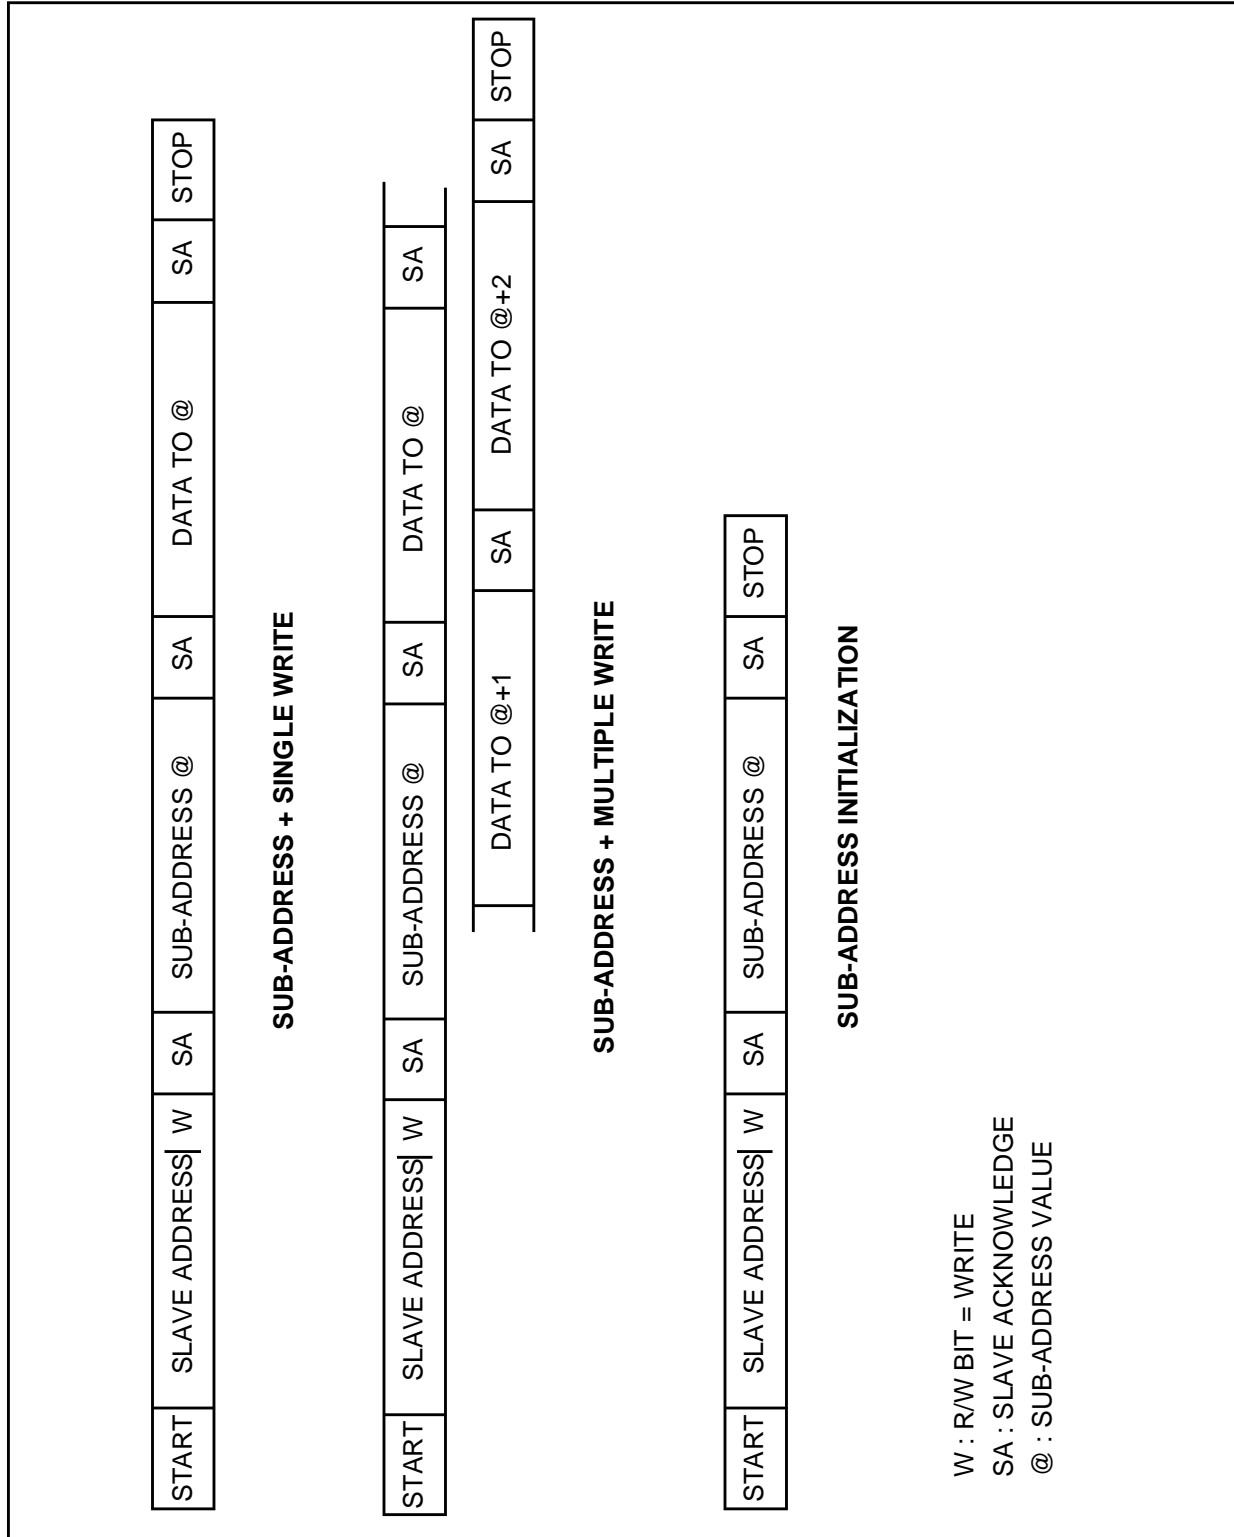 START SLAVE ADDRESS W SA SUB-ADDRESS @ SA DATA TO @ SA STOP
SUB-ADDRESS + SINGLE WRITE
START SLAVE ADDRESS W SA SUB-ADDRESS @ SA DATA TO @ SA
DATA TO @+1 SA DATA TO @+2 SA STOP
SUB-ADDRESS + MULTIPLE WRITE
START SLAVE ADDRESS W SA SUB-ADDRESS @ SA STOP
SUB-ADDRESS INITIALIZATION
W : R/W BIT = WRITE
SA : SLAVE ACKNOWLEDGE
@ : SUB-ADDRESS VALUE